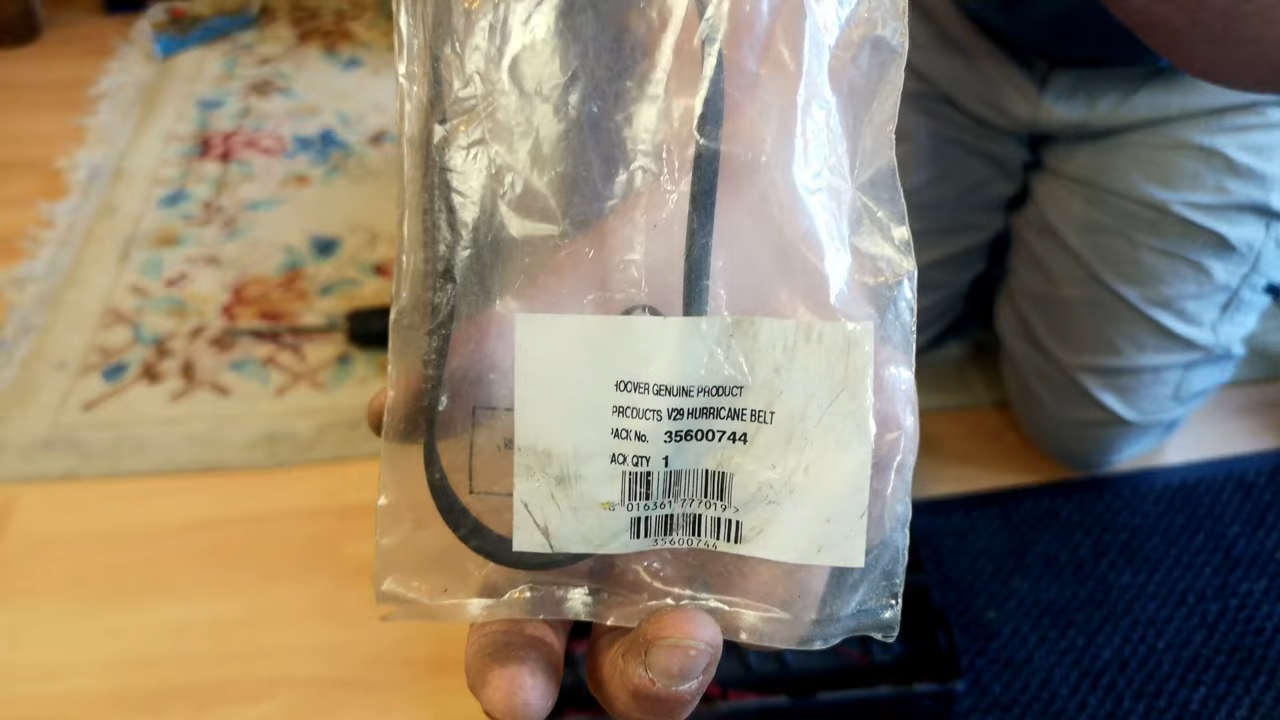 HOOVER GENUINE PRODUCT
PRODUCTS V29 HURRICANE BELT
PACK No. 35600744
PACK QTY 1
8 016361 777019 >
35600744